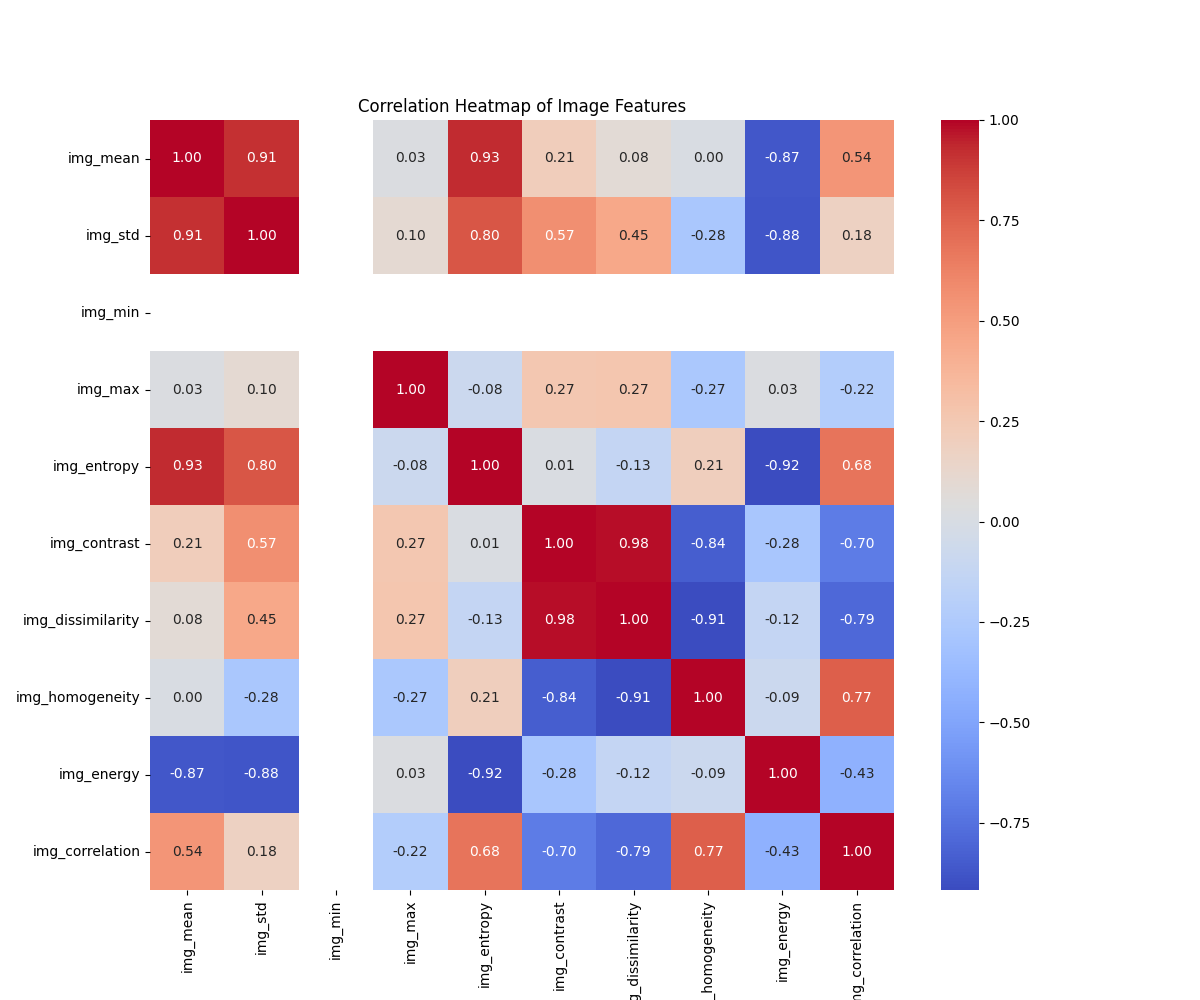 Correlation Heatmap of Image Features
img_mean 1.00 0.91 0.03 0.93 0.21 0.08 0.00 -0.87 0.54
img_std 0.91 1.00 0.10 0.80 0.57 0.45 -0.28 -0.88 0.18
img_min
img_max 0.03 0.10 1.00 -0.08 0.27 0.27 -0.27 0.03 -0.22
img_entropy 0.93 0.80 -0.08 1.00 0.01 -0.13 0.21 -0.92 0.68
img_contrast 0.21 0.57 0.27 0.01 1.00 0.98 -0.84 -0.28 -0.70
img_dissimilarity 0.08 0.45 0.27 -0.13 0.98 1.00 -0.91 -0.12 -0.79
img_homogeneity 0.00 -0.28 -0.27 0.21 -0.84 -0.91 1.00 -0.09 0.77
img_energy -0.87 -0.88 0.03 -0.92 -0.28 -0.12 -0.09 1.00 -0.43
img_correlation 0.54 0.18 -0.22 0.68 -0.70 -0.79 0.77 -0.43 1.00
img_mean
img_std
img_min
img_max
img_entropy
img_contrast
g_dissimilarity
_homogeneity
img_energy
mg_correlation
1.00
0.75
0.50
0.25
0.00
−0.25
−0.50
−0.75